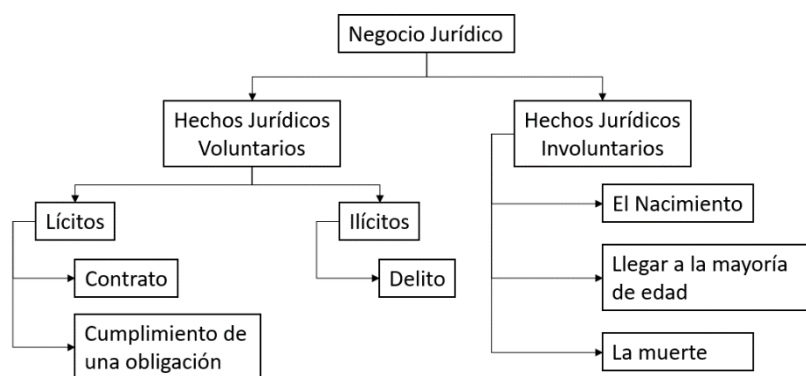 Negocio Jurídico
Hechos Jurídicos
Voluntarios
Hechos Jurídicos
Involuntarios
Lícitos
Ilícitos
El Nacimiento
Contrato
Delito
Llegar a la mayoría
de edad
Cumplimiento de
una obligación
La muerte